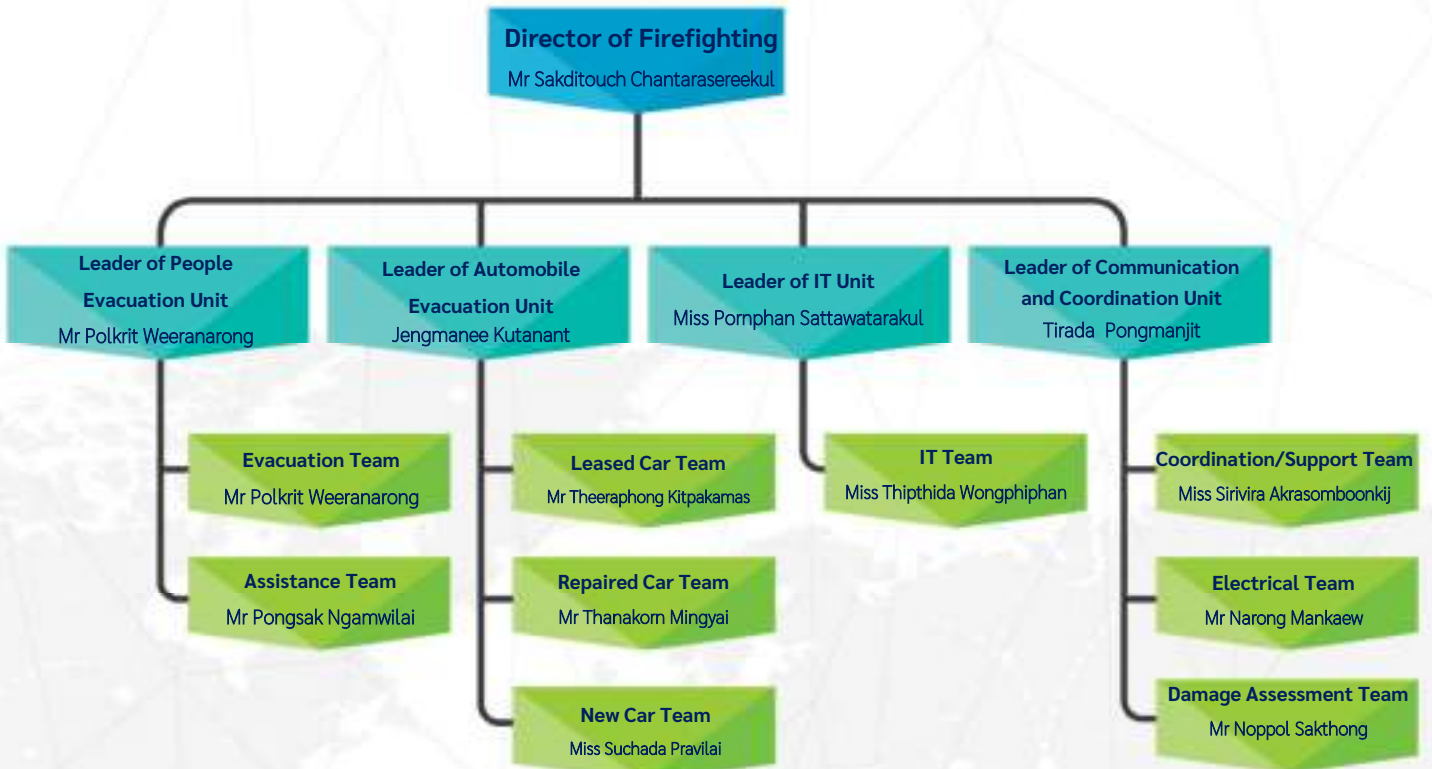 Director of Firefighting
Mr Sakditouch Chantarasereekul
Leader of People
Evacuation Unit
Mr Polkrit Weeranarong
Leader of Automobile
Evacuation Unit
Jengmanee Kutanant
Leader of IT Unit
Miss Pornphan Sattawatarakul
Leader of Communication
and Coordination Unit
Tirada Pongmanjit
Evacuation Team
Mr Polkrit Weeranarong
Assistance Team
Mr Pongsak Ngamwilai
Leased Car Team
Mr Theeraphong Kitpakamas
Repaired Car Team
Mr Thanakorn Mingyai
New Car Team
Miss Suchada Pravilai
IT Team
Miss Thipthida Wongphiphan
Coordination/Support Team
Miss Sirivira Akrasomboonkij
Electrical Team
Mr Narong Mankaew
Damage Assessment Team
Mr Noppol Sakthong